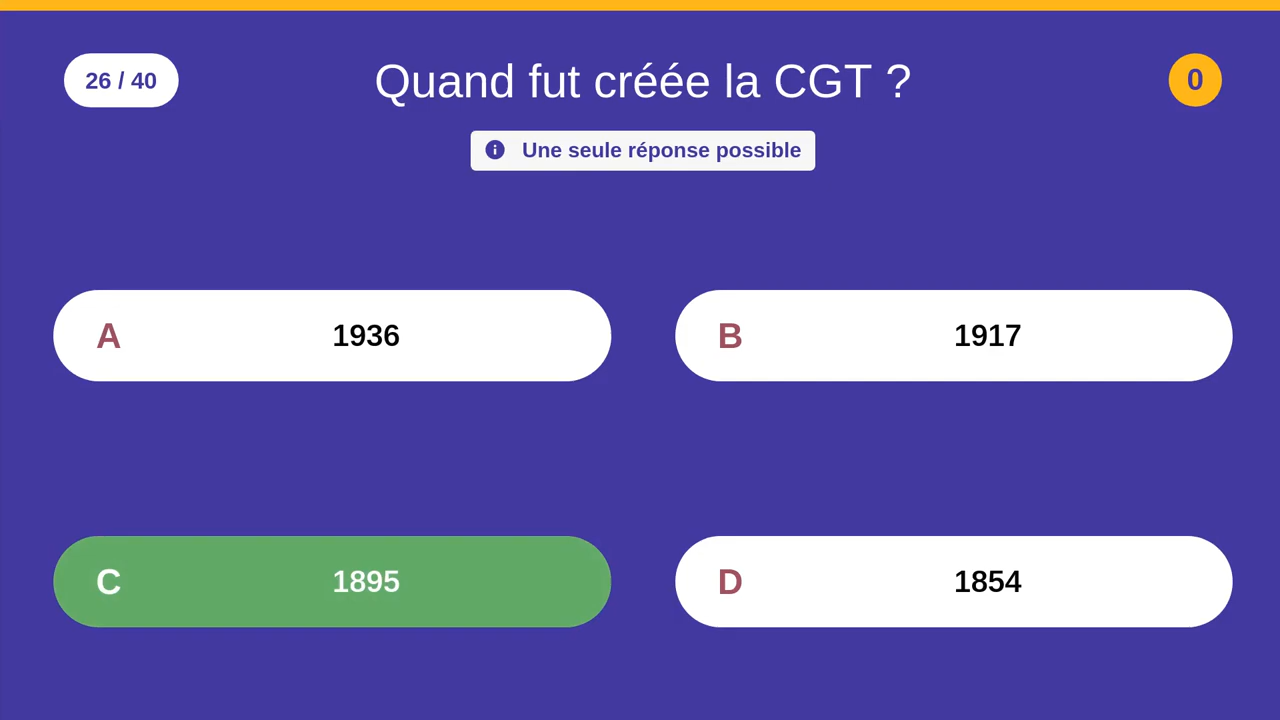 26 / 40
Quand fut créée la CGT ?
0
Une seule réponse possible
A 1936
B 1917
C 1895
D 1854